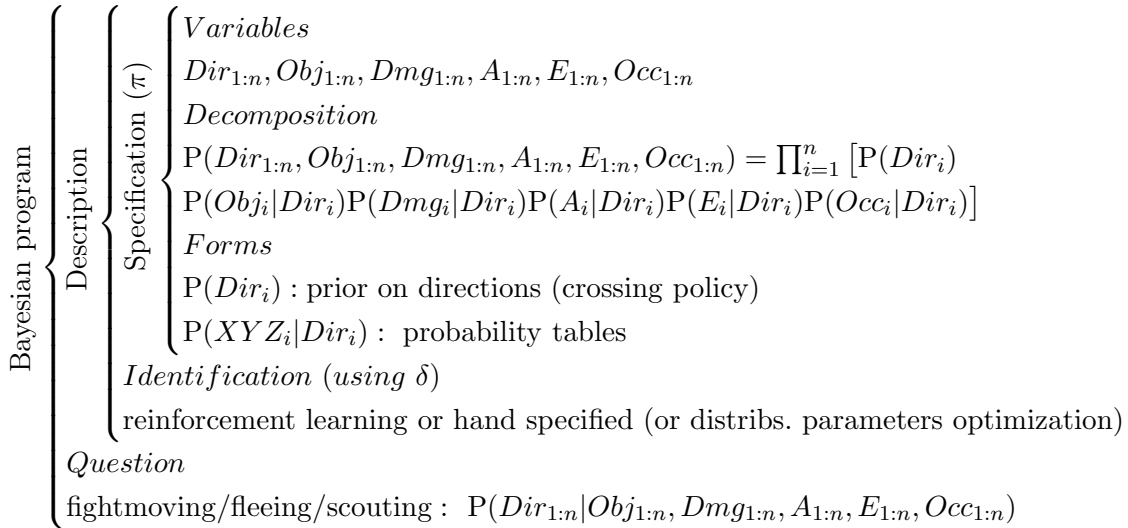 Bayesian program
Description
Specification (π)
Variables
Dir_{1:n}, Obj_{1:n}, Dmg_{1:n}, A_{1:n}, E_{1:n}, Occ_{1:n}
Decomposition
P(Dir_{1:n}, Obj_{1:n}, Dmg_{1:n}, A_{1:n}, E_{1:n}, Occ_{1:n}) = ∏_{i=1}^{n} [P(Dir_i)
P(Obj_i|Dir_i)P(Dmg_i|Dir_i)P(A_i|Dir_i)P(E_i|Dir_i)P(Occ_i|Dir_i)]
Forms
P(Dir_i) : prior on directions (crossing policy)
P(XYZ_i|Dir_i) : probability tables
Identification (using δ)
reinforcement learning or hand specified (or distribs. parameters optimization)
Question
fightmoving/fleeing/scouting : P(Dir_{1:n}|Obj_{1:n}, Dmg_{1:n}, A_{1:n}, E_{1:n}, Occ_{1:n})